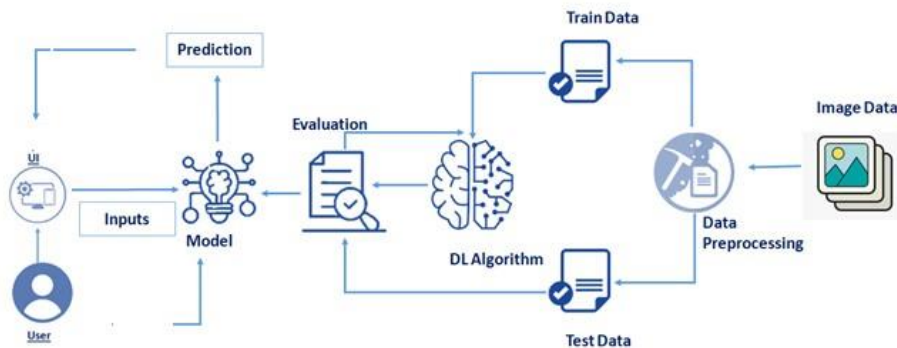 Train Data
Prediction
Image Data
Evaluation
UI
Inputs
Model
DL Algorithm
Data
Preprocessing
User
Test Data